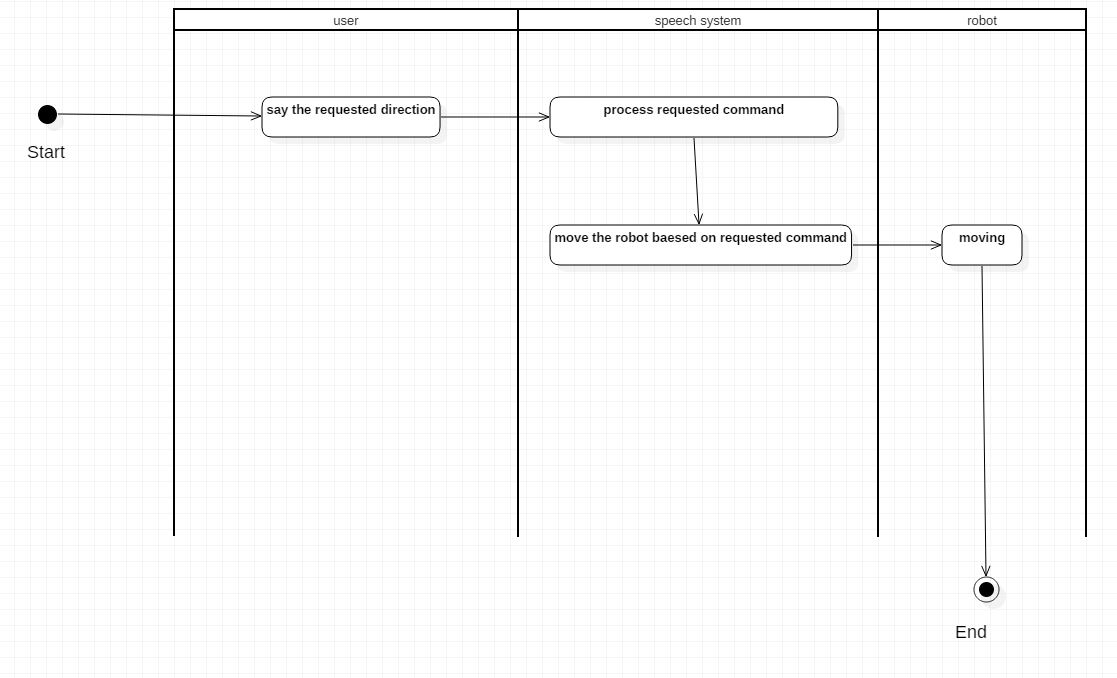 user
speech system
robot
say the requested direction
process requested command
Start
move the robot baesed on requested command
moving
End